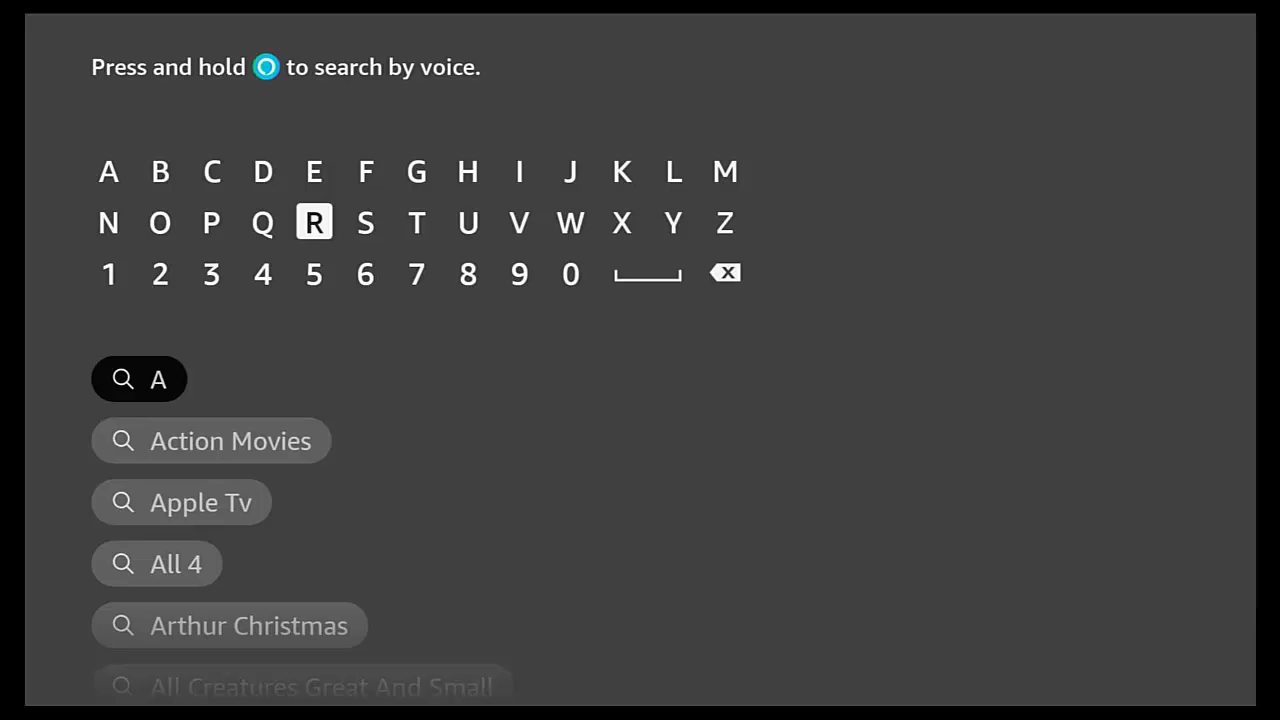 Press and hold to search by voice.
A B C D E F G H I J K L M
N O P Q R S T U V W X Y Z
1 2 3 4 5 6 7 8 9 0
A
Action Movies
Apple Tv
All 4
Arthur Christmas
All Creatures Great And Small